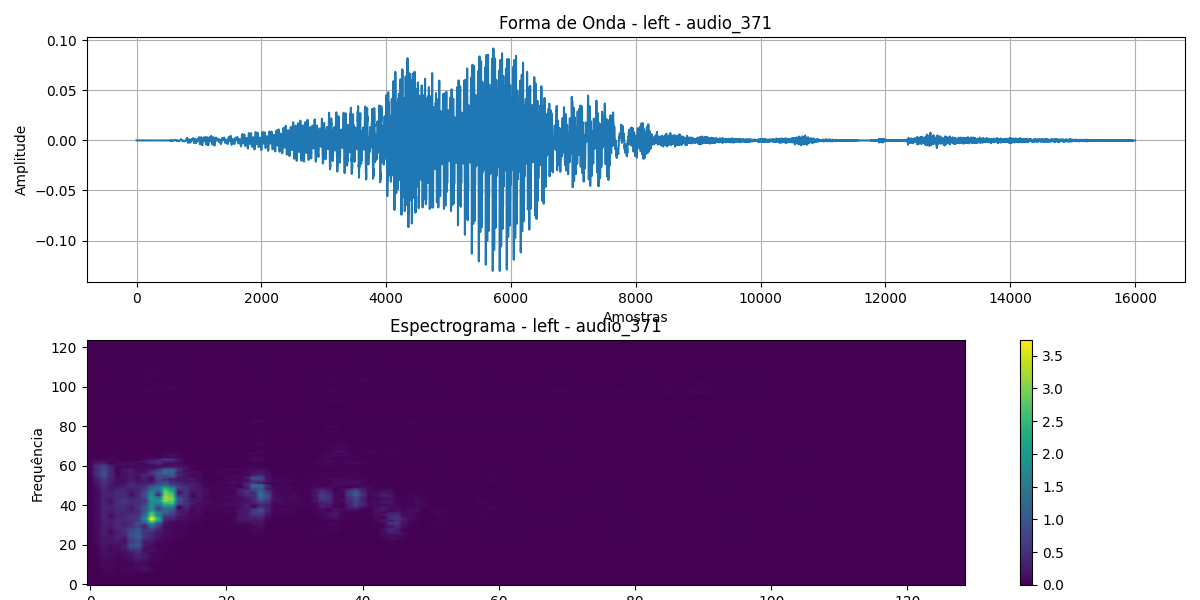 Forma de Onda - left - audio_371
0.10
0.05
0.00
−0.05
−0.10
Amplitude
0 2000 4000 6000 8000 10000 12000 14000 16000
Amostras
Espectrograma - left - audio_371
120
100
80
60
40
20
0
Frequência
0 20 40 60 80 100 120
3.5
3.0
2.5
2.0
1.5
1.0
0.5
0.0